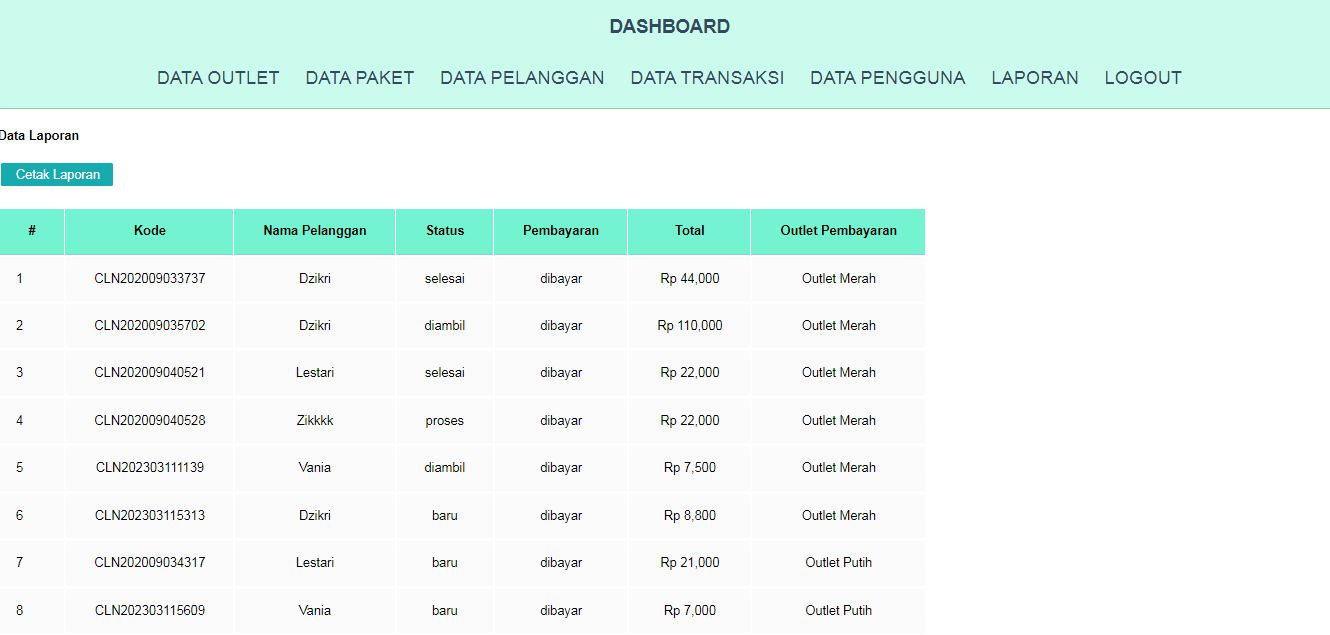 DASHBOARD
DATA OUTLET DATA PAKET DATA PELANGGAN DATA TRANSAKSI DATA PENGGUNA LAPORAN LOGOUT
Data Laporan
Cetak Laporan
# Kode Nama Pelanggan Status Pembayaran Total Outlet Pembayaran
1 CLN202009033737 Dzikri selesai dibayar Rp 44,000 Outlet Merah
2 CLN202009035702 Dzikri diambil dibayar Rp 110,000 Outlet Merah
3 CLN202009040521 Lestari selesai dibayar Rp 22,000 Outlet Merah
4 CLN202009040528 Zikkkk proses dibayar Rp 22,000 Outlet Merah
5 CLN202303111139 Vania diambil dibayar Rp 7,500 Outlet Merah
6 CLN202303115313 Dzikri baru dibayar Rp 8,800 Outlet Merah
7 CLN202009034317 Lestari baru dibayar Rp 21,000 Outlet Putih
8 CLN202303115609 Vania baru dibayar Rp 7,000 Outlet Putih